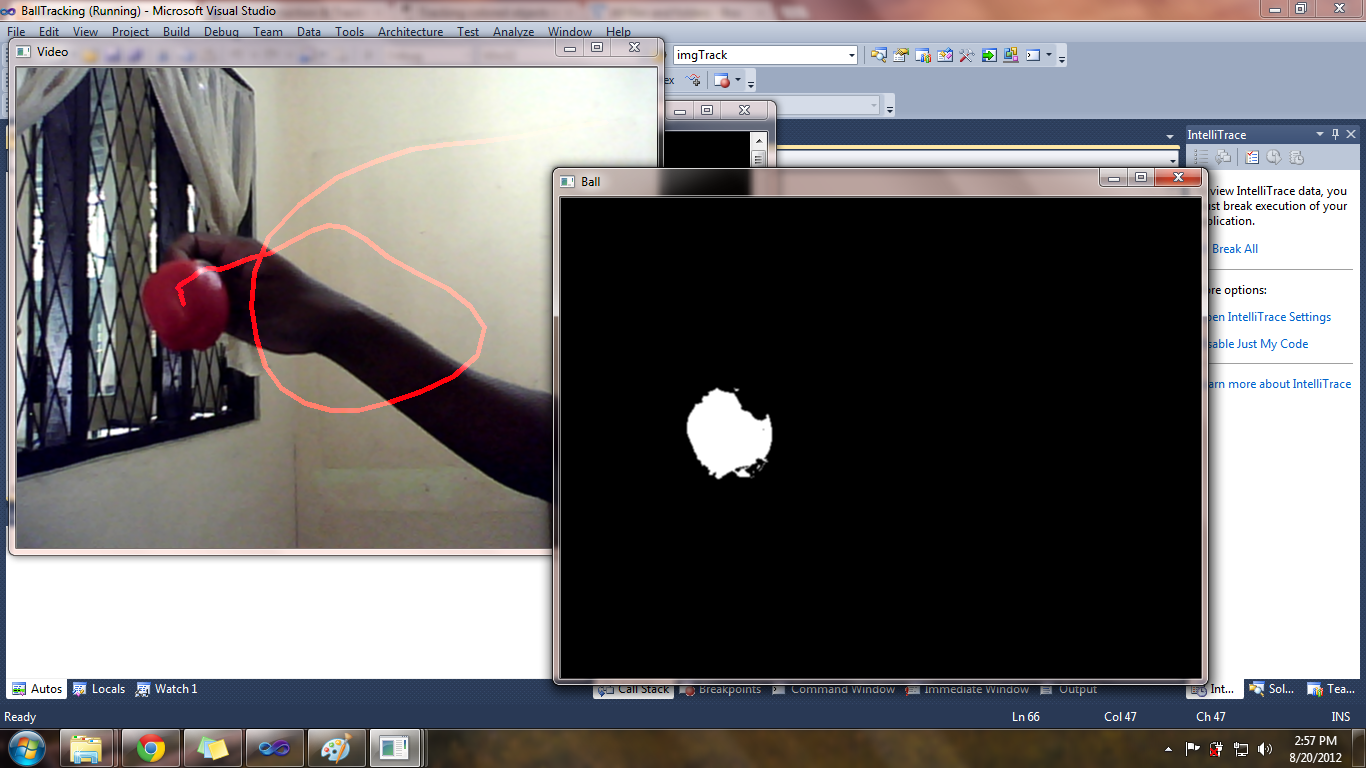 BallTracking (Running) - Microsoft Visual Studio
File Edit View Project Build Debug Team Data Tools Architecture Test Analyze Window Help
Video
imgTrack
ex
IntelliTrace
Ball
view IntelliTrace data, you
st break execution of your
plication.
Break All
re options:
en IntelliTrace Settings
sable Just My Code
arn more about IntelliTrace
Autos Locals Watch 1 Call Stack Breakpoints Command Window Immediate Window Output Int... Sol... Tea...
Ready Ln 66 Col 47 Ch 47 INS
2:57 PM
8/20/2012